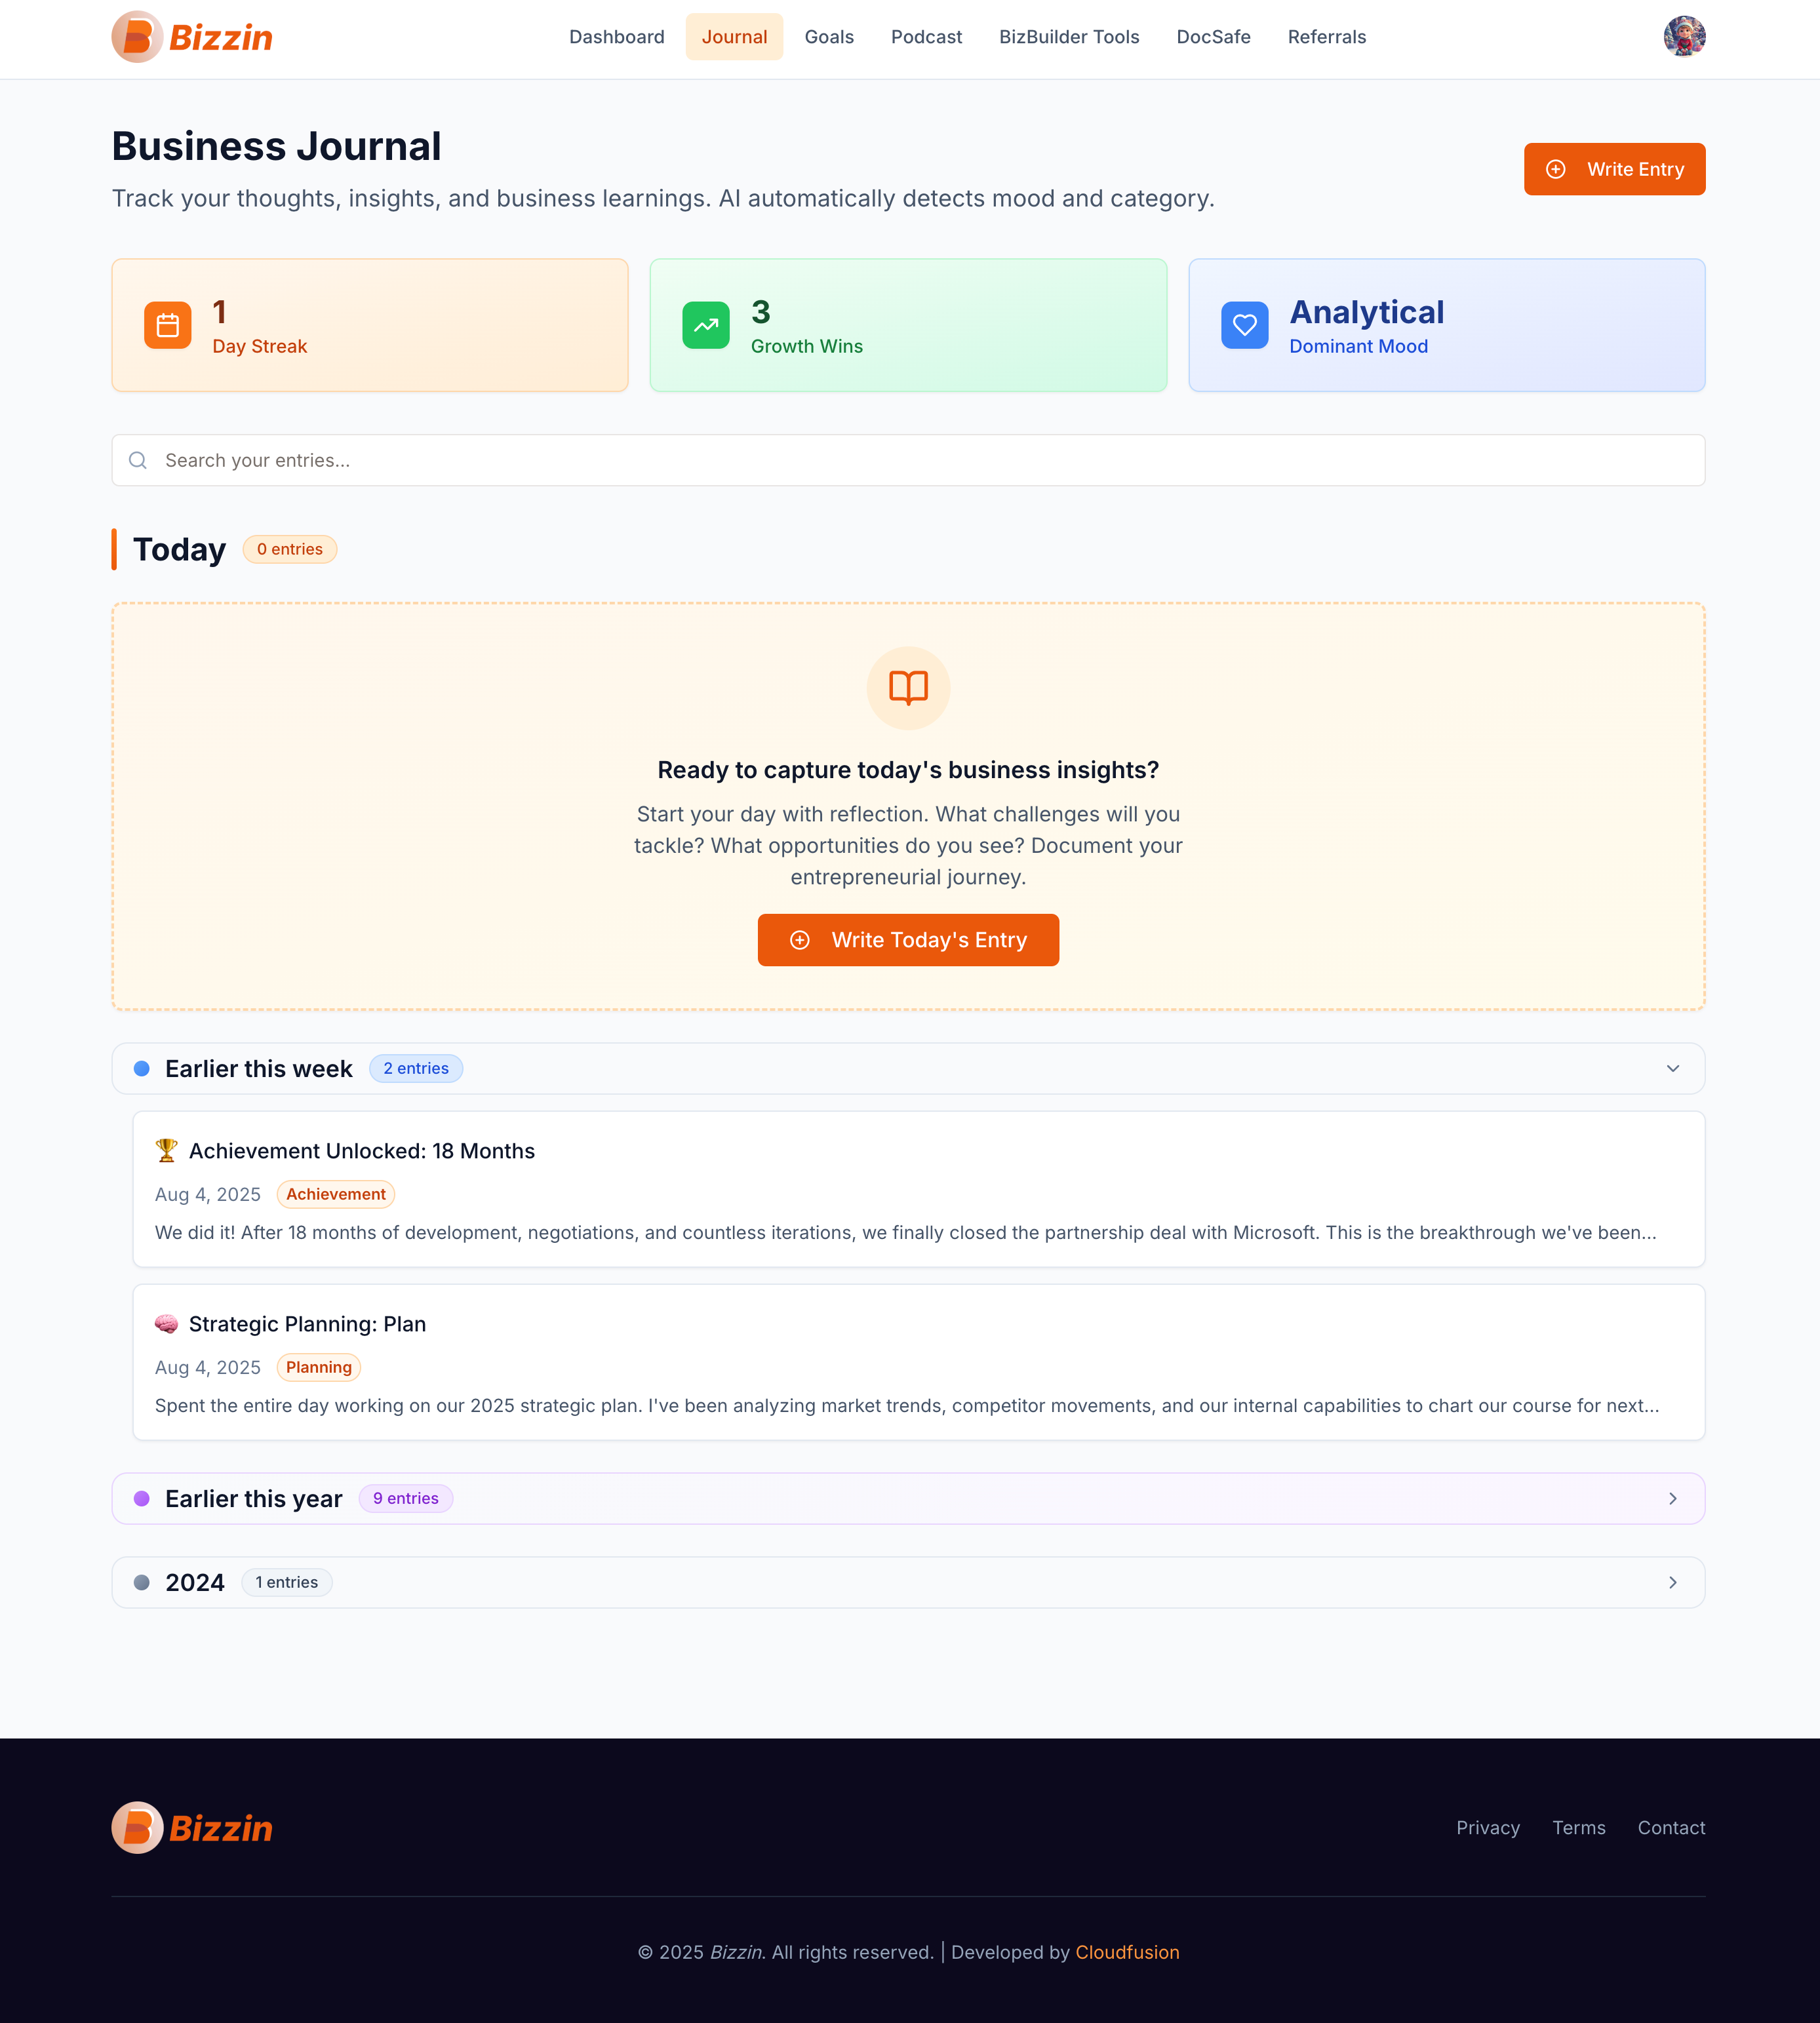 Bizzin
Dashboard
Journal
Goals
Podcast
BizBuilder Tools
DocSafe
Referrals
Business Journal
Track your thoughts, insights, and business learnings. AI automatically detects mood and category.
Write Entry
1
Day Streak
3
Growth Wins
Analytical
Dominant Mood
Search your entries...
Today
0 entries
Ready to capture today's business insights?
Start your day with reflection. What challenges will you
tackle? What opportunities do you see? Document your
entrepreneurial journey.
Write Today's Entry
Earlier this week
2 entries
Achievement Unlocked: 18 Months
Aug 4, 2025
Achievement
We did it! After 18 months of development, negotiations, and countless iterations, we finally closed the partnership deal with Microsoft. This is the breakthrough we've been...
Strategic Planning: Plan
Aug 4, 2025
Planning
Spent the entire day working on our 2025 strategic plan. I've been analyzing market trends, competitor movements, and our internal capabilities to chart our course for next...
Earlier this year
9 entries
2024
1 entries
Bizzin
Privacy
Terms
Contact
© 2025 Bizzin. All rights reserved. | Developed by Cloudfusion